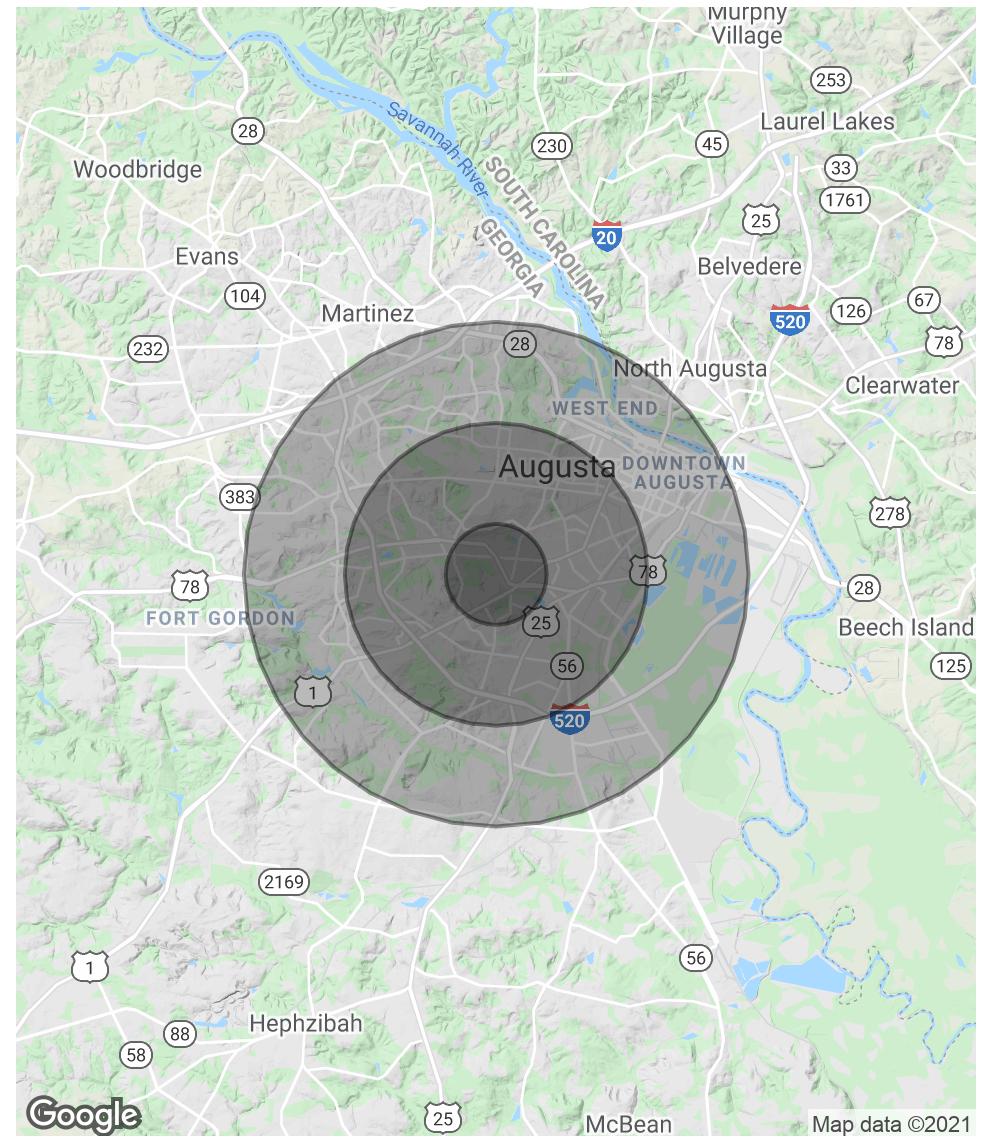 Murphy
Village
253
Laurel Lakes
28
230
45
Woodbridge
33
Savannah River
SOUTH CAROLINA
1761
25
20
GEORGIA
Evans
Belvedere
104
67
Martinez
126
520
28
78
232
North Augusta
Clearwater
WEST END
Augusta
DOWNTOWN
AUGUSTA
383
278
78
78
28
FORT GORDON
25
Beech Island
56
125
1
520
2169
56
1
Hephzibah
88
58
25
McBean
Google
Map data ©2021